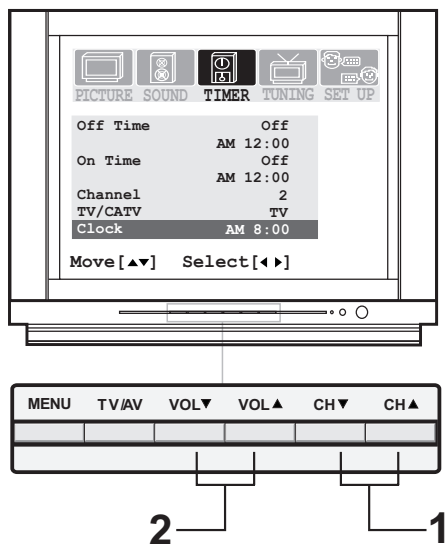 PICTURE SOUND TIMER TUNING SET UP
Off Time Off
AM 12:00
On Time Off
AM 12:00
Channel 2
TV/CATV TV
Clock AM 8:00
Move[▲▼] Select[◀ ▶]
MENU TV/AV VOL▼ VOL▲ CH▼ CH▲
2 1